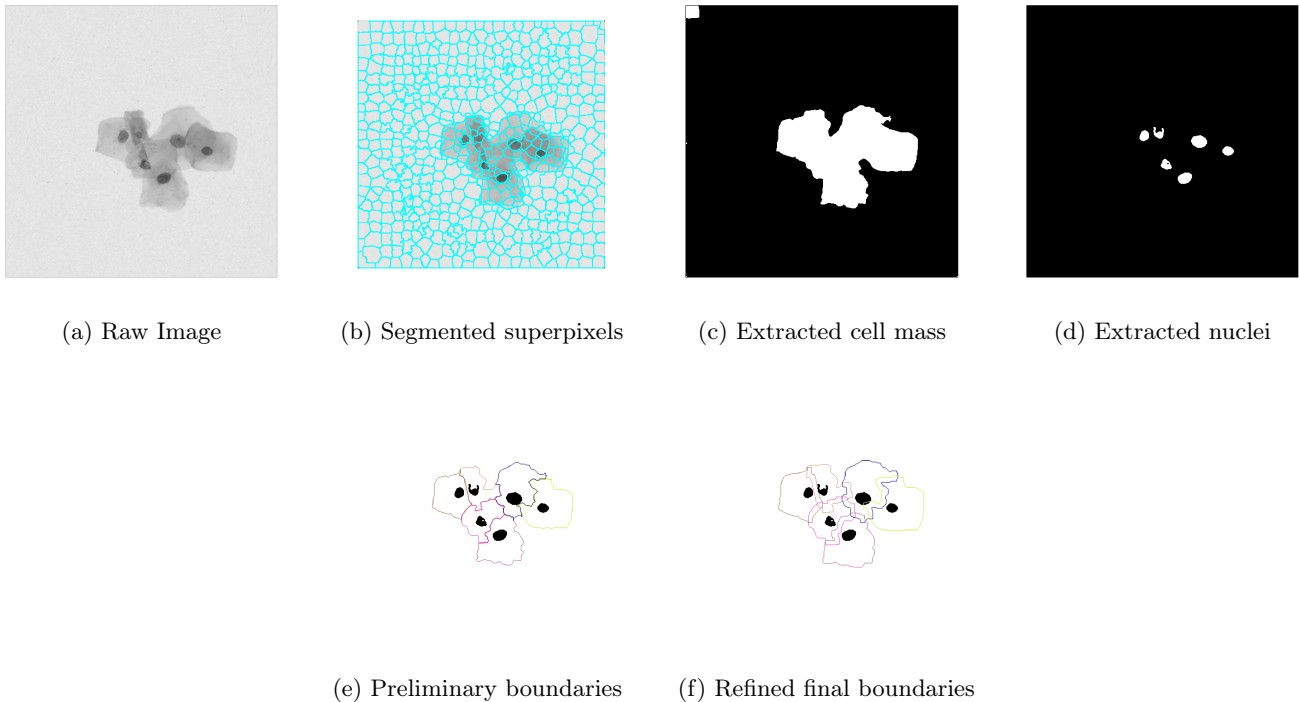 (a) Raw Image
(b) Segmented superpixels
(c) Extracted cell mass
(d) Extracted nuclei
(e) Preliminary boundaries
(f) Refined final boundaries